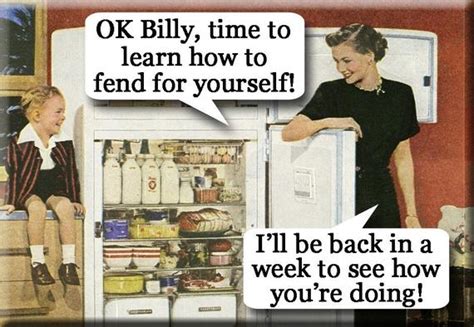 OK Billy, time to
learn how to
fend for yourself!
I'll be back in a
week to see how
you're doing!